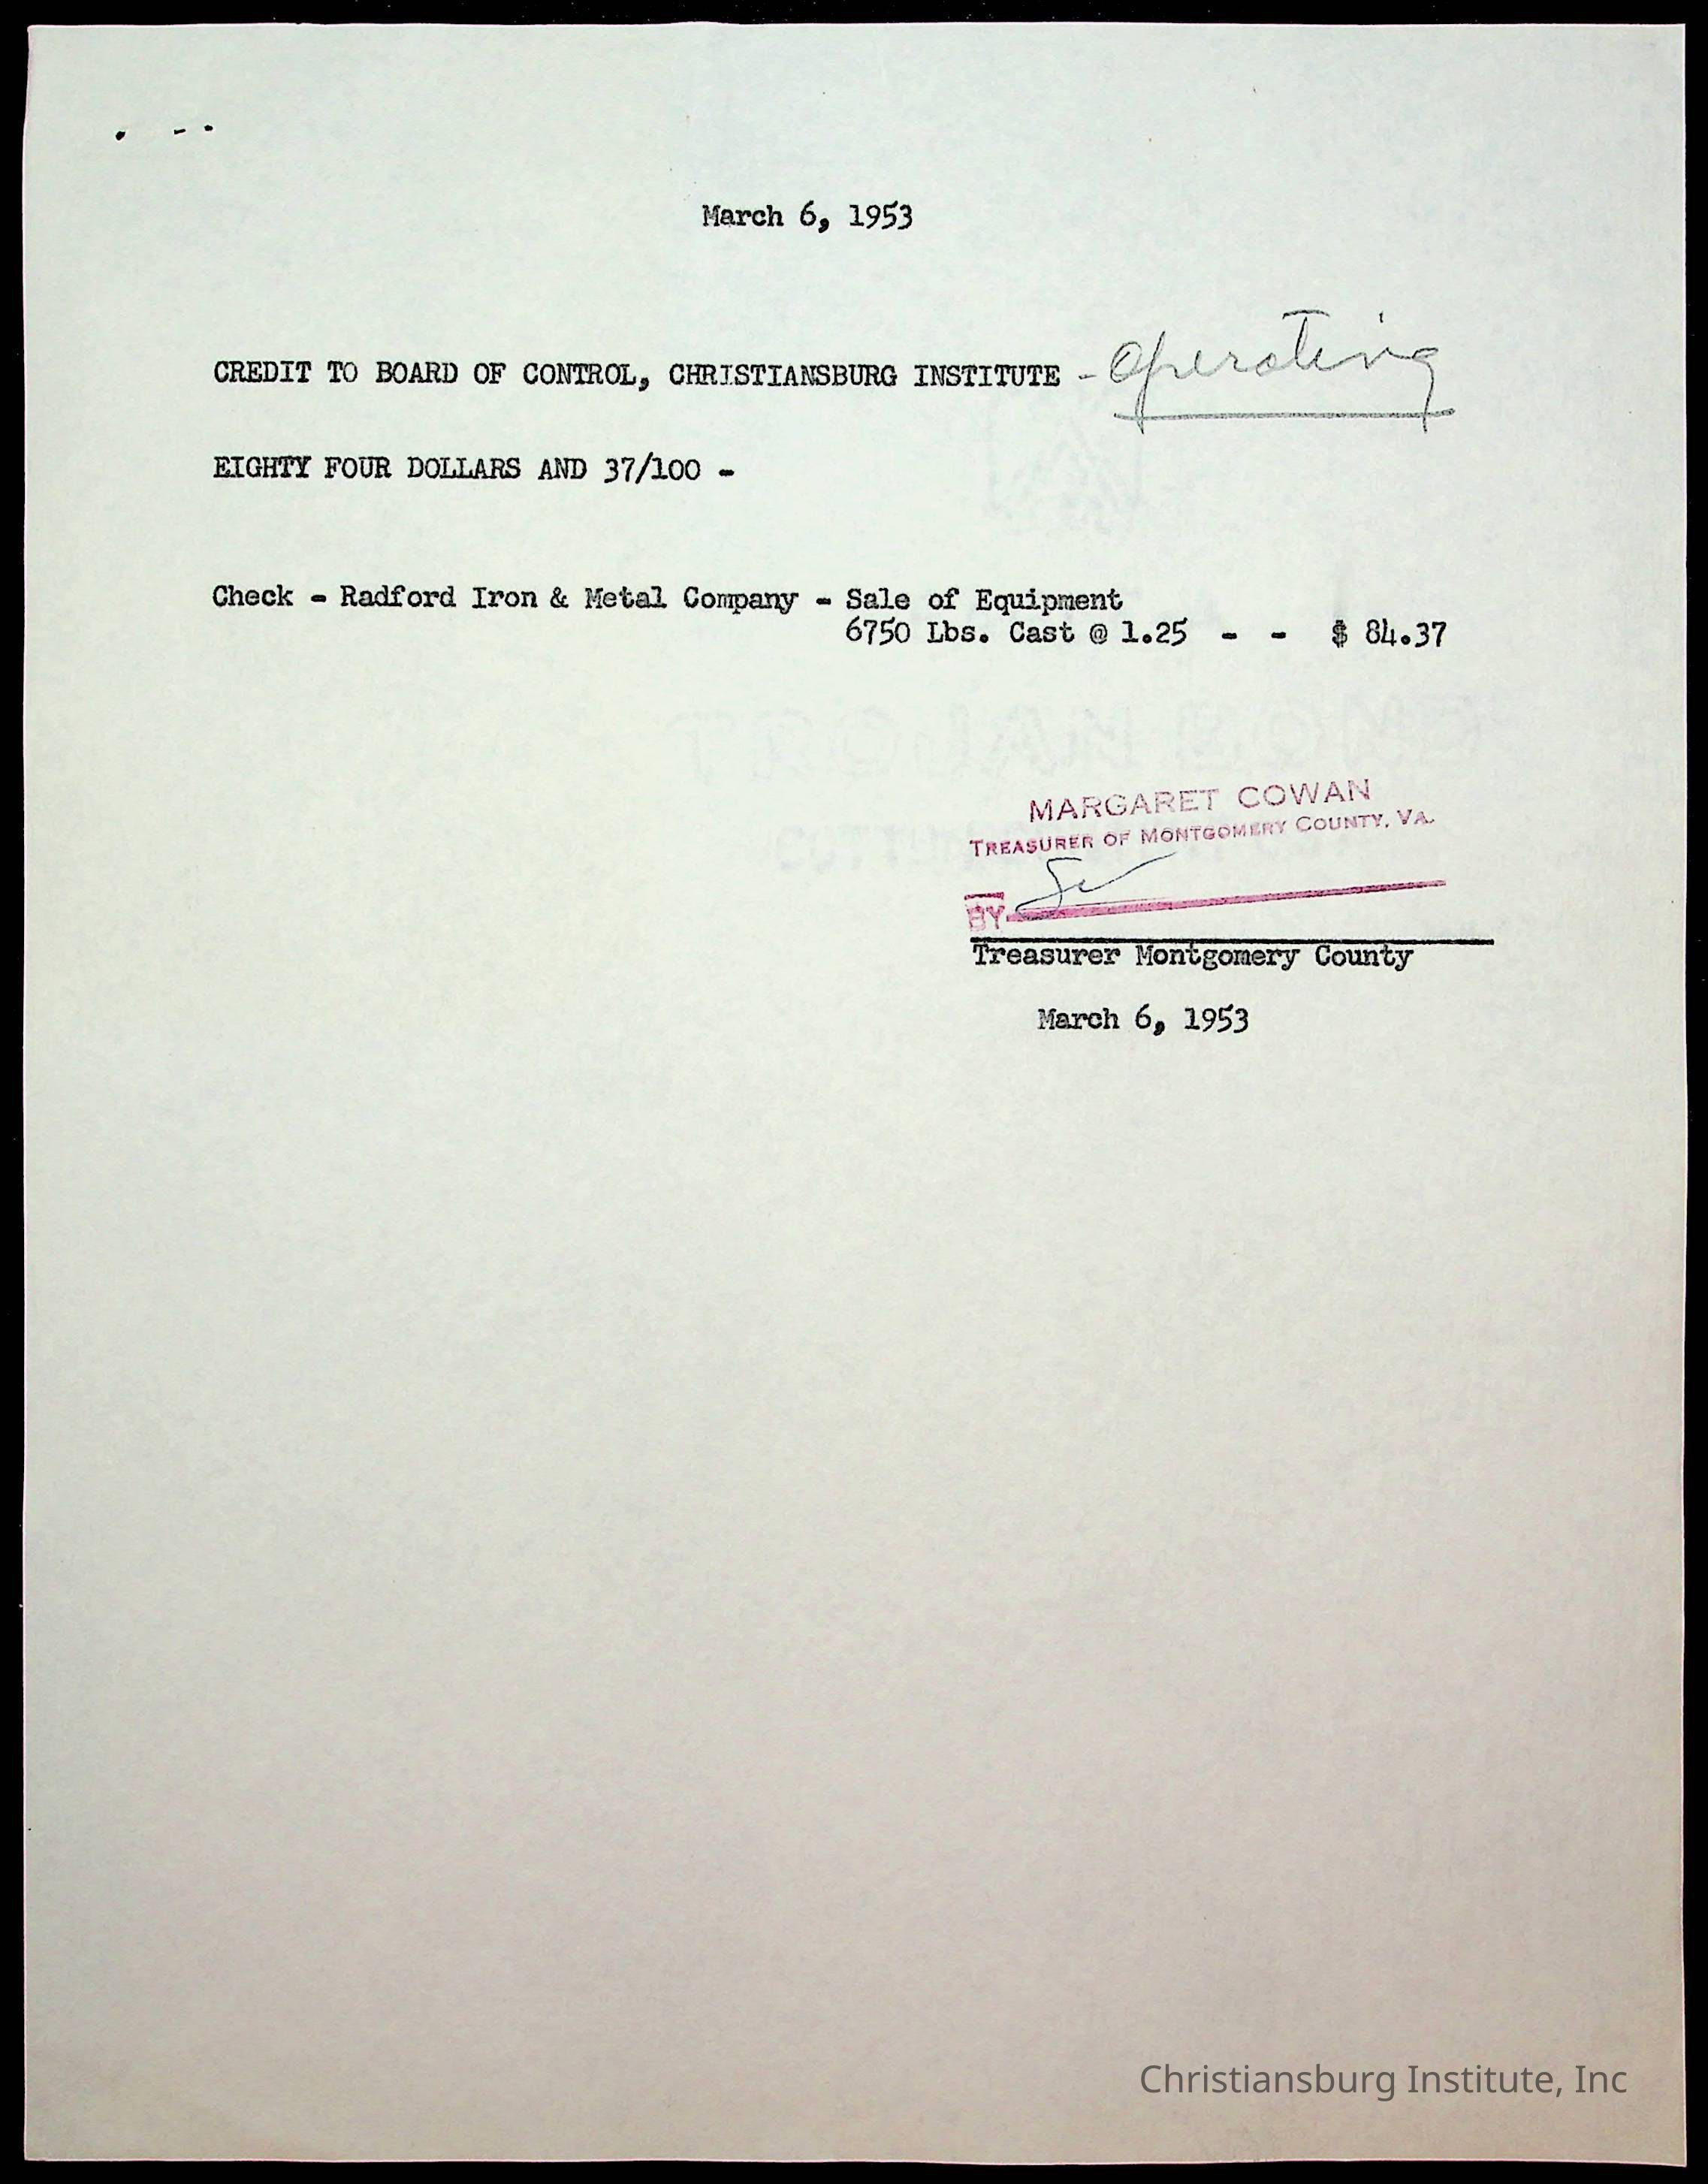 March 6, 1953
CREDIT TO BOARD OF CONTROL, CHRISTIANSBURG INSTITUTE - Operating
EIGHTY FOUR DOLLARS AND 37/100 -
Check - Radford Iron & Metal Company - Sale of Equipment
6750 Lbs. Cast @ 1.25 - - $ 84.37
MARGARET COWAN
TREASURER OF MONTGOMERY COUNTY, VA.
BY
Treasurer Montgomery County
March 6, 1953
Christiansburg Institute, Inc